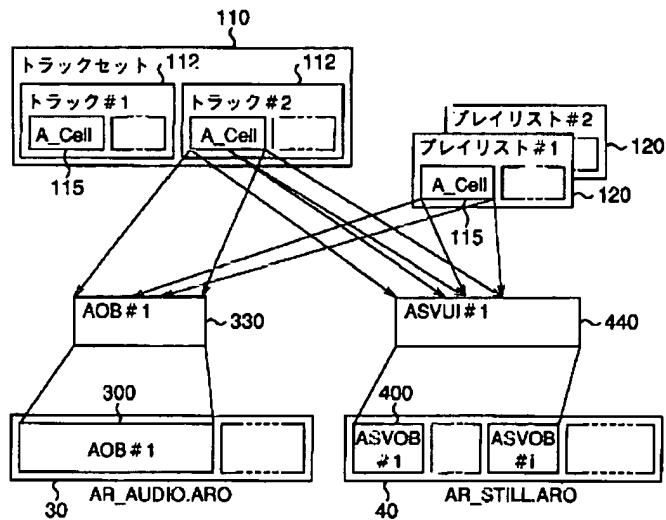 110
トラックセット
112
112
トラック#1
トラック#2
A_Cell
A_Cell
115
プレイリスト#2
120
プレイリスト#1
A_Cell
120
115
AOB#1
330
ASVUI#1
440
300
AOB#1
400
ASVOB
#1
ASVOB
#i
30
AR_AUDIO.ARO
40
AR_STILL.ARO